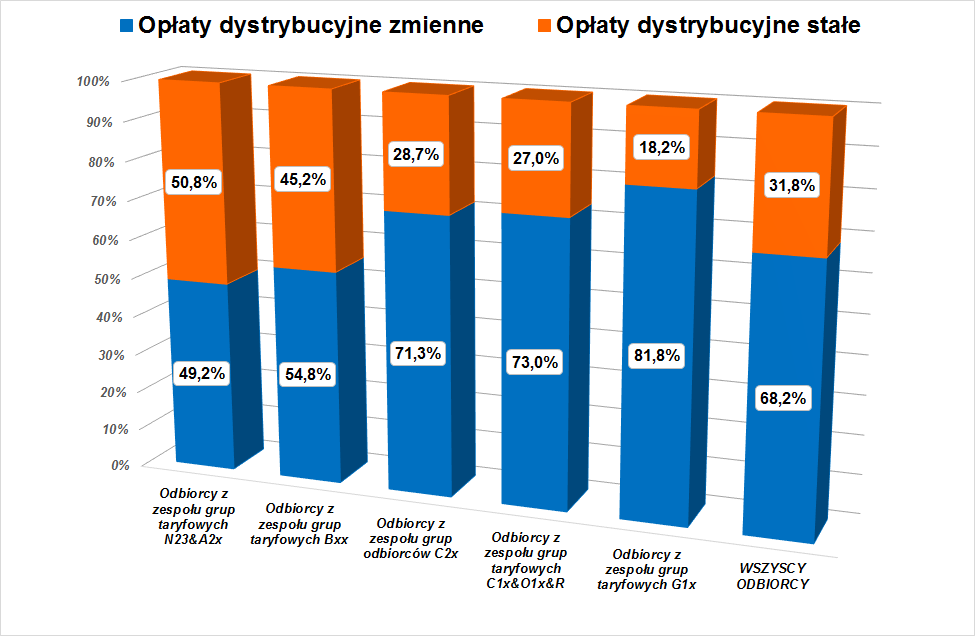 Opłaty dystrybucyjne zmienne
Opłaty dystrybucyjne stałe
100%
90%
80%
70%
60%
50%
40%
30%
20%
10%
0%
50,8%
45,2%
28,7%
27,0%
18,2%
31,8%
49,2%
54,8%
71,3%
73,0%
81,8%
68,2%
Odbiorcy z
zespołu grup
taryfowych
N23&A2x
Odbiorcy z
zespołu grup
taryfowych Bxx
Odbiorcy z
zespołu grup
odbiorców C2x
Odbiorcy z
zespołu grup
taryfowych
C1x&O1x&R
Odbiorcy z
zespołu grup
taryfowych G1x
WSZYSCY
ODBIORCY